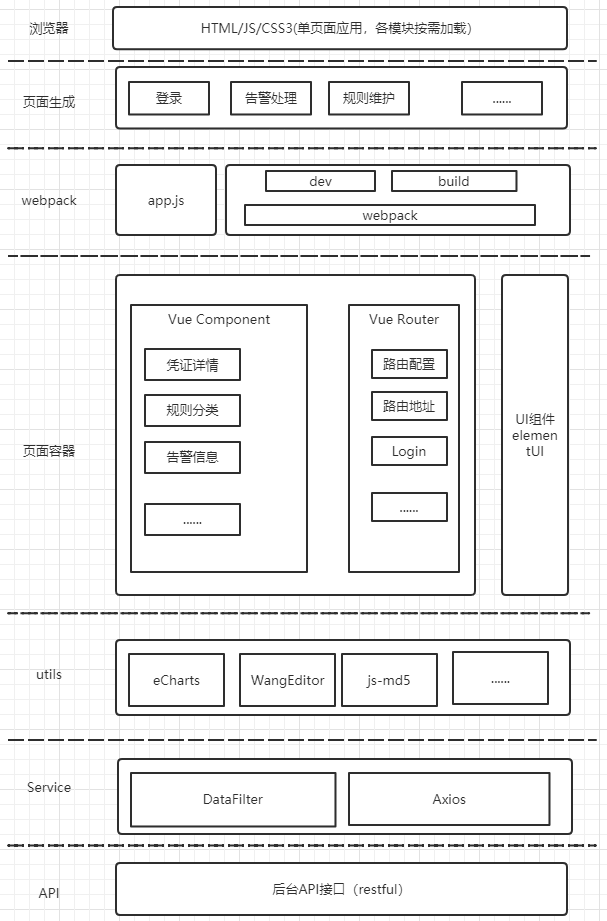 浏览器
HTML/JS/CSS3(单页面应用，各模块按需加载)
页面生成
登录
告警处理
规则维护
......
webpack
app.js
dev
build
webpack
页面容器
Vue Component
凭证详情
规则分类
告警信息
......
Vue Router
路由配置
路由地址
Login
......
UI组件
elemen
tUI
utils
eCharts
WangEditor
js-md5
......
Service
DataFilter
Axios
API
后台API接口（restful）